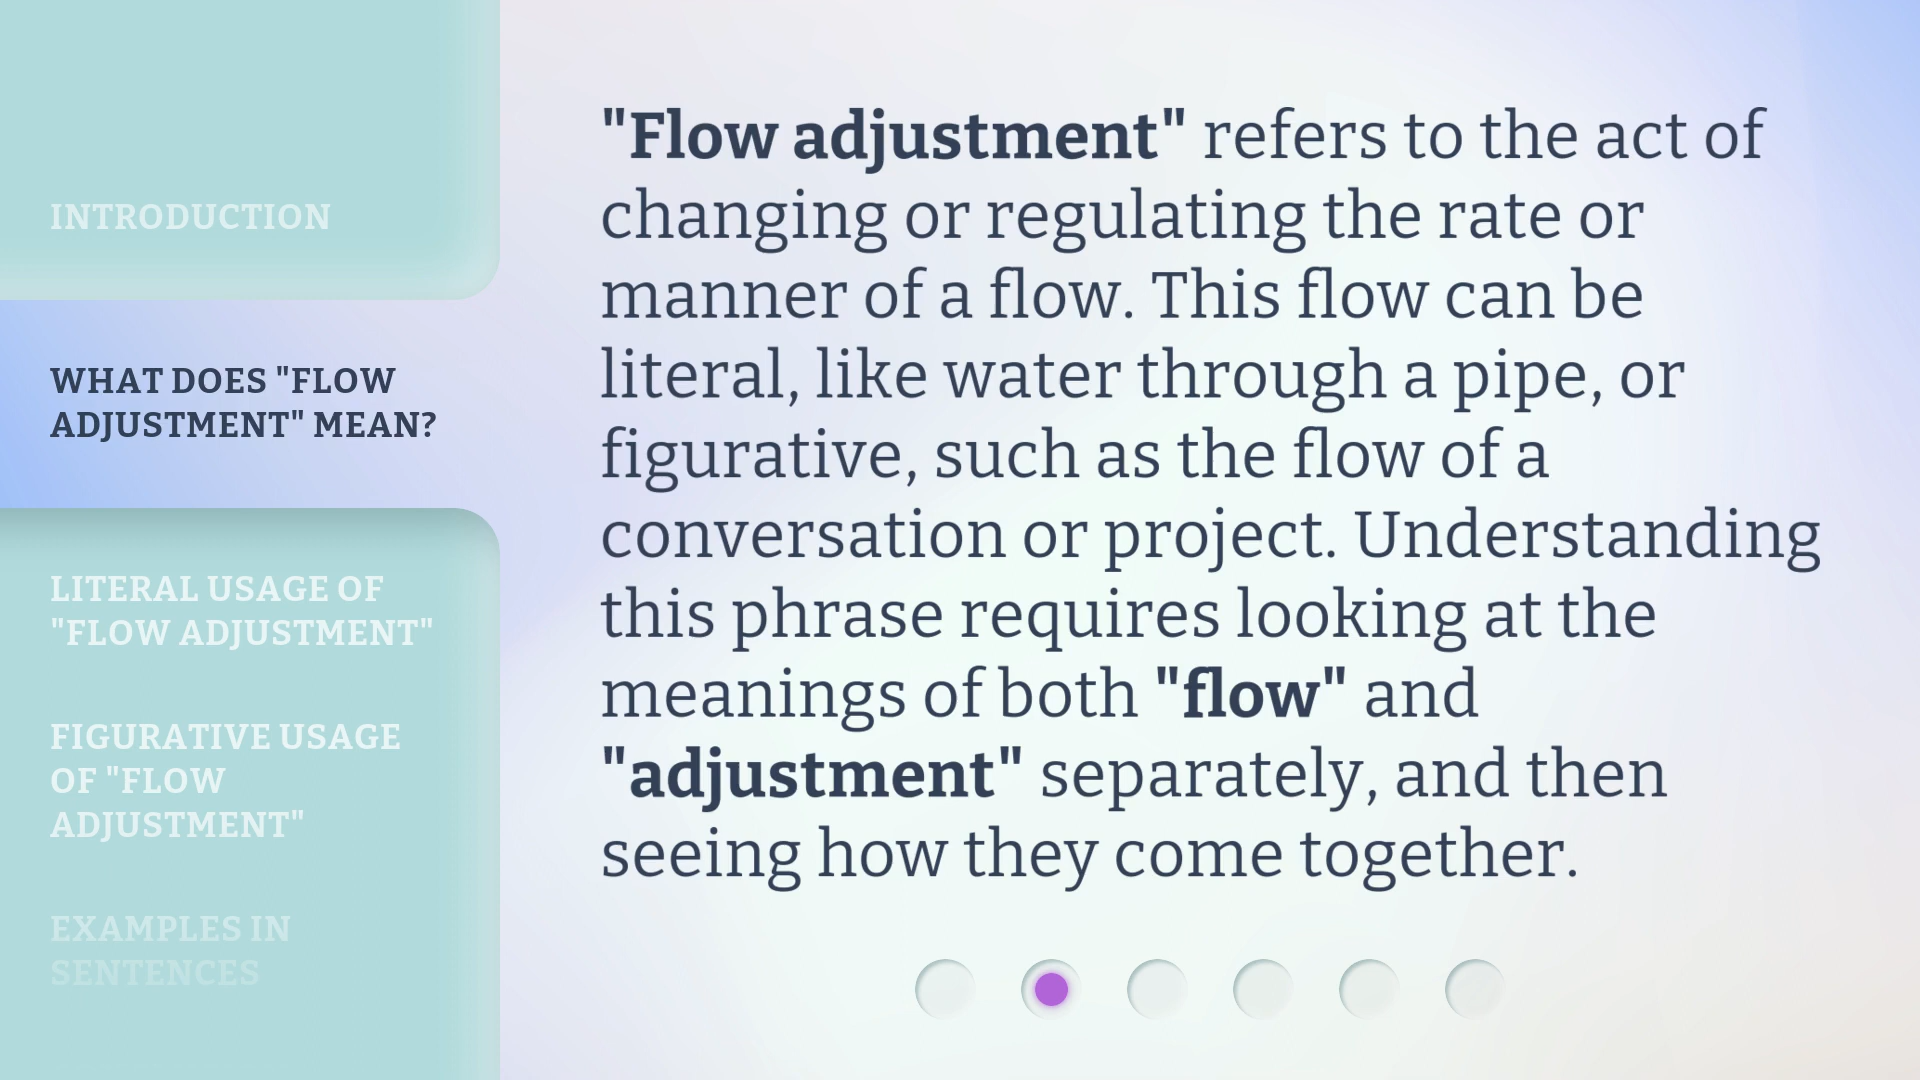 INTRODUCTION
WHAT DOES "FLOW
ADJUSTMENT" MEAN?
LITERAL USAGE OF
"FLOW ADJUSTMENT"
FIGURATIVE USAGE
OF "FLOW
ADJUSTMENT"
EXAMPLES IN
SENTENCES
"Flow adjustment" refers to the act of
changing or regulating the rate or
manner of a flow. This flow can be
literal, like water through a pipe, or
figurative, such as the flow of a
conversation or project. Understanding
this phrase requires looking at the
meanings of both "flow" and
"adjustment" separately, and then
seeing how they come together.